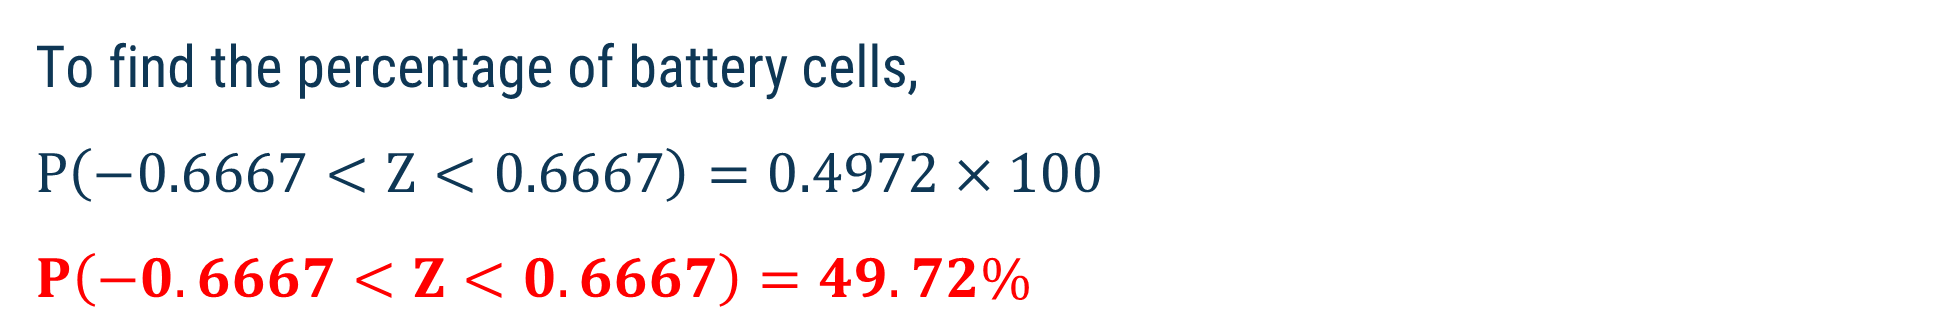 To find the percentage of battery cells,
P(−0.6667 < Z < 0.6667) = 0.4972 × 100
P(−0.6667 < Z < 0.6667) = 49.72%